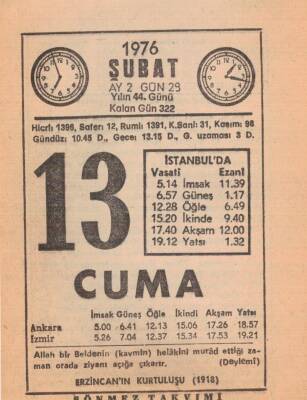 1976
ŞUBAT
AY 2 GÜN 29
Yılın 44. Günü
Kalan Gün 322
Hicri 1396, Safer: 12, Rumi: 1391, K.Sani: 31, Kasım: 98
Gündüz: 10.45 D., Gece: 13.15 D., G. uzaması: 3 D.
13
İSTANBUL'DA
Vasati Ezani
5.14 İmsak 11.39
6.57 Güneş 1.17
12.28 Öğle 6.49
15.20 İkinde 9.40
17.40 Akşam 12.00
19.12 Yatsı 1.32
CUMA
İmsak Güneş Öğle İkindi Akşam Yatsı
Ankara 5.00 6.41 12.13 15.06 17.26 18.57
İzmir 5.26 7.04 12.37 15.34 17.53 19.21
Allah bir Beldenin (kavmin) helâkini murâd ettiği za-
man orada ziyanı açığa çıkarır. (Deylemî)
ERZİNCAN'IN KURTULUŞU (1918)
SÖNMEZ TAKVİMİ